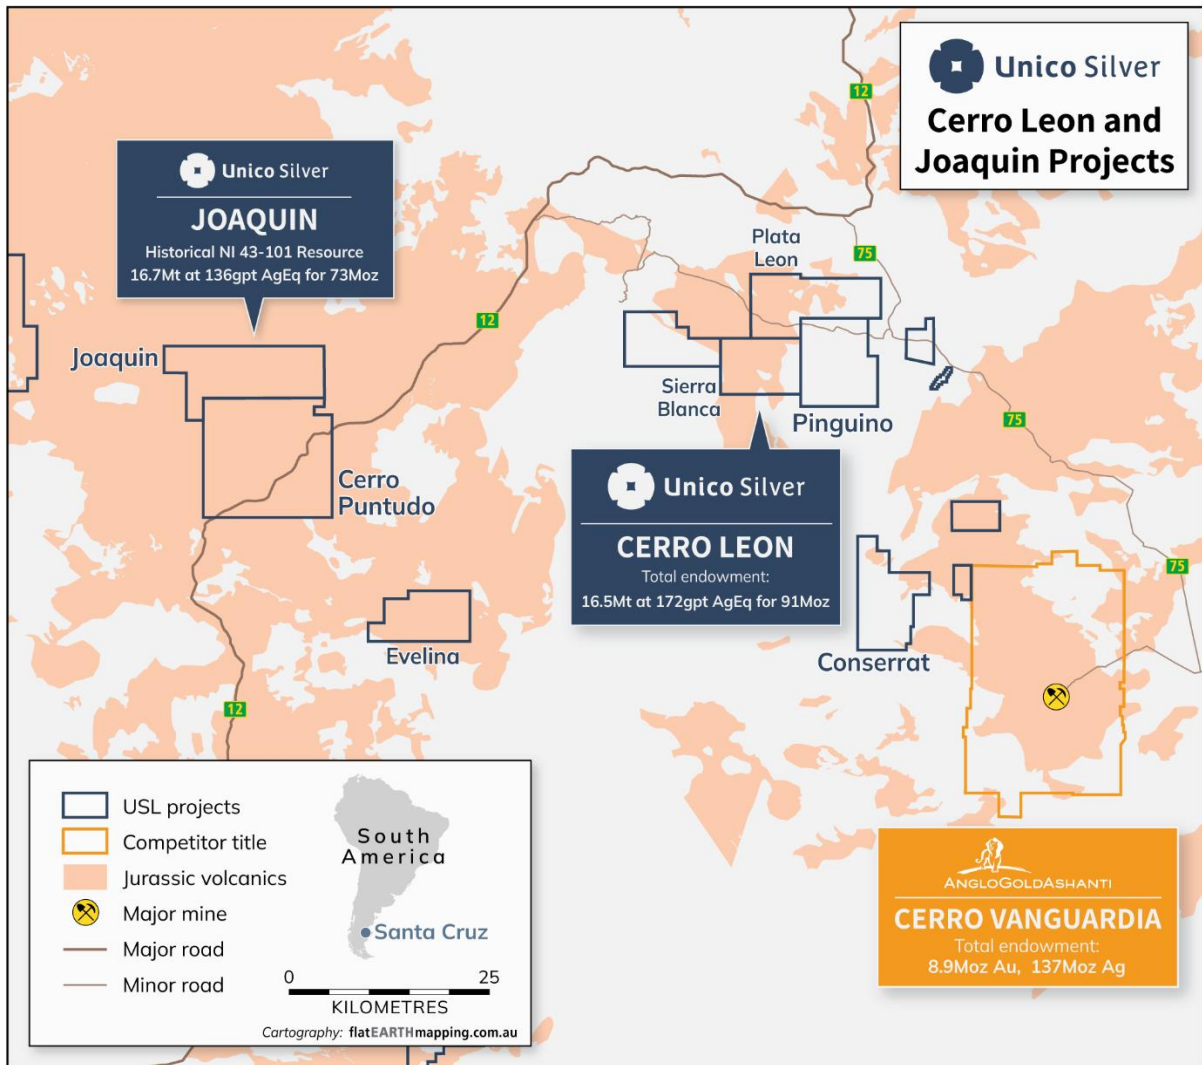 Unico Silver
Cerro Leon and
Joaquin Projects
12
Unico Silver
JOAQUIN
Historical NI 43-101 Resource
16.7Mt at 136gpt AgEq for 73Moz
Plata
Leon
75
12
Joaquin
Sierra
Blanca
Pinguino
75
Cerro
Puntudo
Unico Silver
CERRO LEON
Total endowment:
16.5Mt at 172gpt AgEq for 91Moz
75
Evelina
Conserrat
12
USL projects
Competitor title
Jurassic volcanics
Major mine
Major road
Minor road
South
America
Santa Cruz
0 25
KILOMETRES
Cartography: flatEARTHmapping.com.au
ANGLOGOLDASHANTI
CERRO VANGUARDIA
Total endowment:
8.9Moz Au, 137Moz Ag